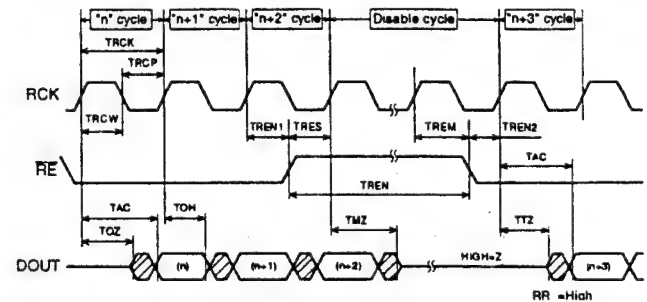 "n" cycle "n+1" cycle "n+2" cycle Disable cycle "n+3" cycle
TRCK
TRCP
RCK
TRCW TREN1 TRES TREM TREN2
RE TAC
TREN
TAC TOH
TOZ TMZ TTZ
DOUT (n) (n+1) (n+2) HIGH=Z (n+3)
RR =High